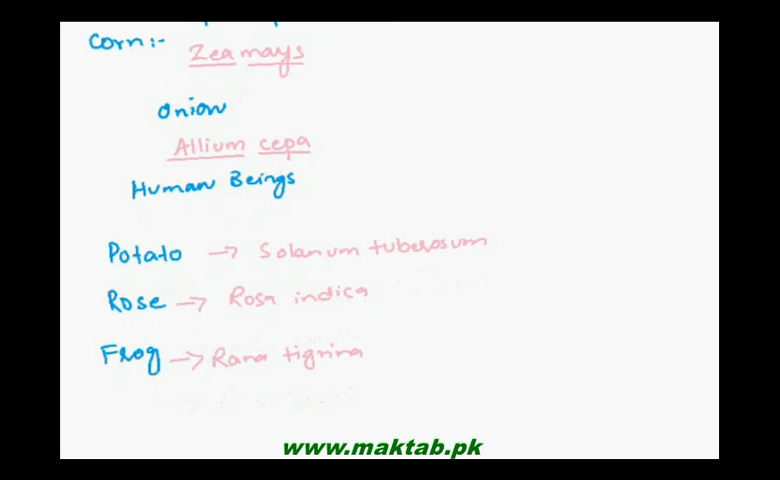 Corn:-
Zea mays
Onion
Allium cepa
Human Beings
Potato → Solanum tuberosum
Rose → Rosa indica
Frog → Rana tigrina
www.maktab.pk